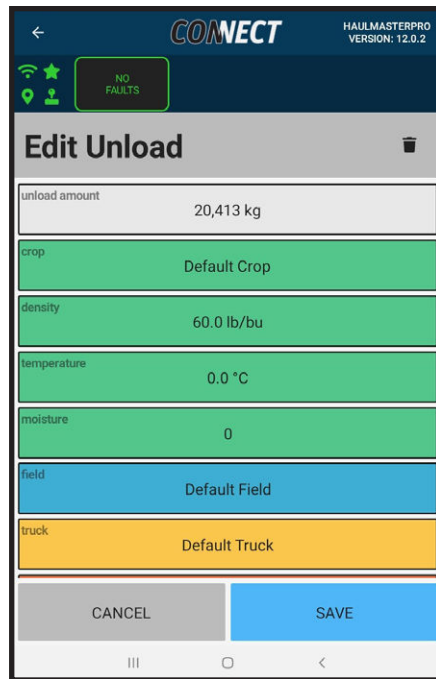 CONNECT
HAULMASTERPRO
VERSION: 12.0.2
NO
FAULTS
Edit Unload
unload amount
20,413 kg
crop
Default Crop
density
60.0 lb/bu
temperature
0.0 °C
moisture
0
field
Default Field
truck
Default Truck
CANCEL
SAVE